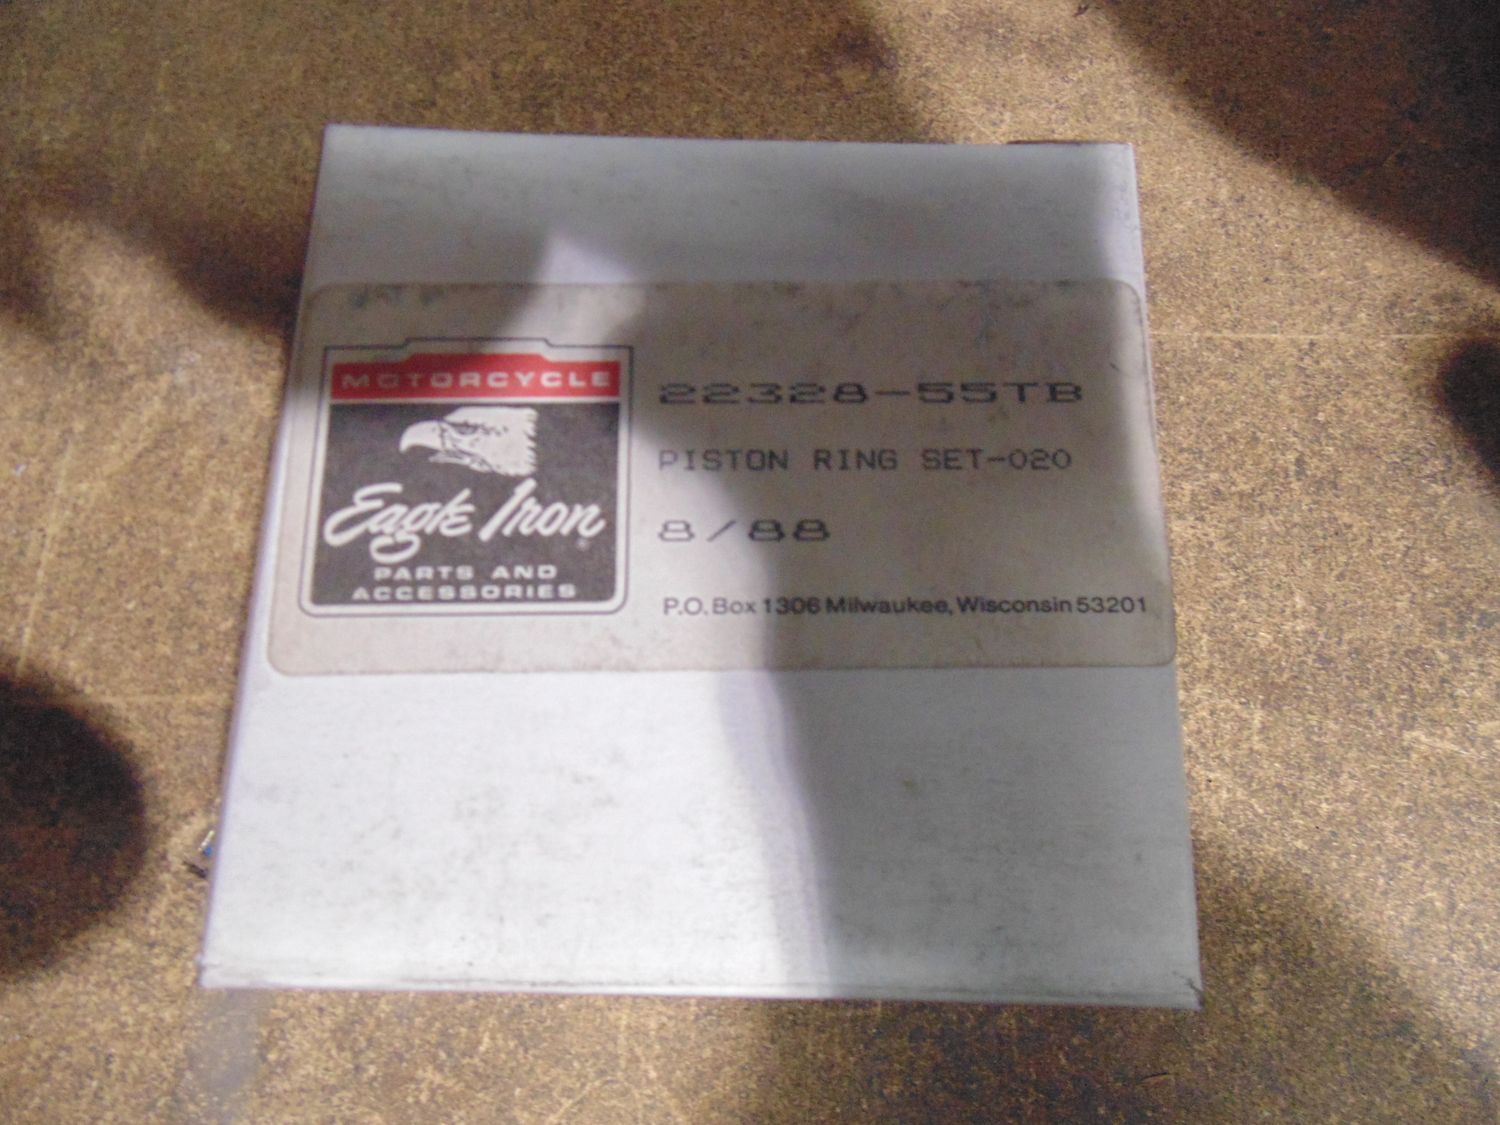 MOTORCYCLE
Eagle Iron
PARTS AND
ACCESSORIES
22328-55TB
PISTON RING SET-020
8/88
P.O. Box 1306 Milwaukee, Wisconsin 53201